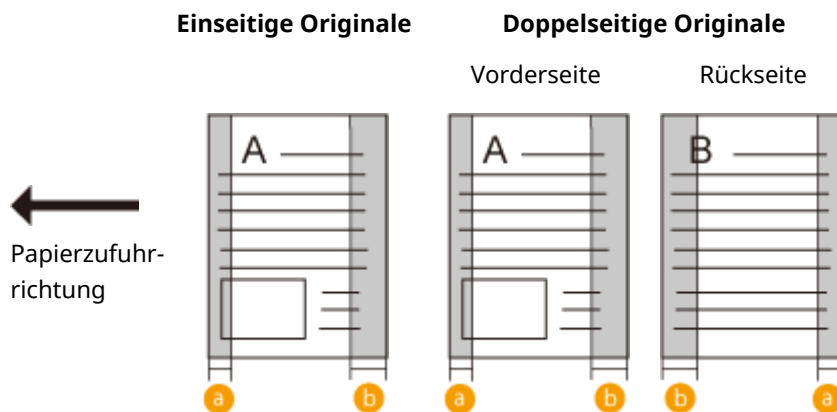 Einseitige Originale
Doppelseitige Originale
Vorderseite
Rückseite
A
A
B
Papierzufuhr-
richtung
a
b
a
b
b
a